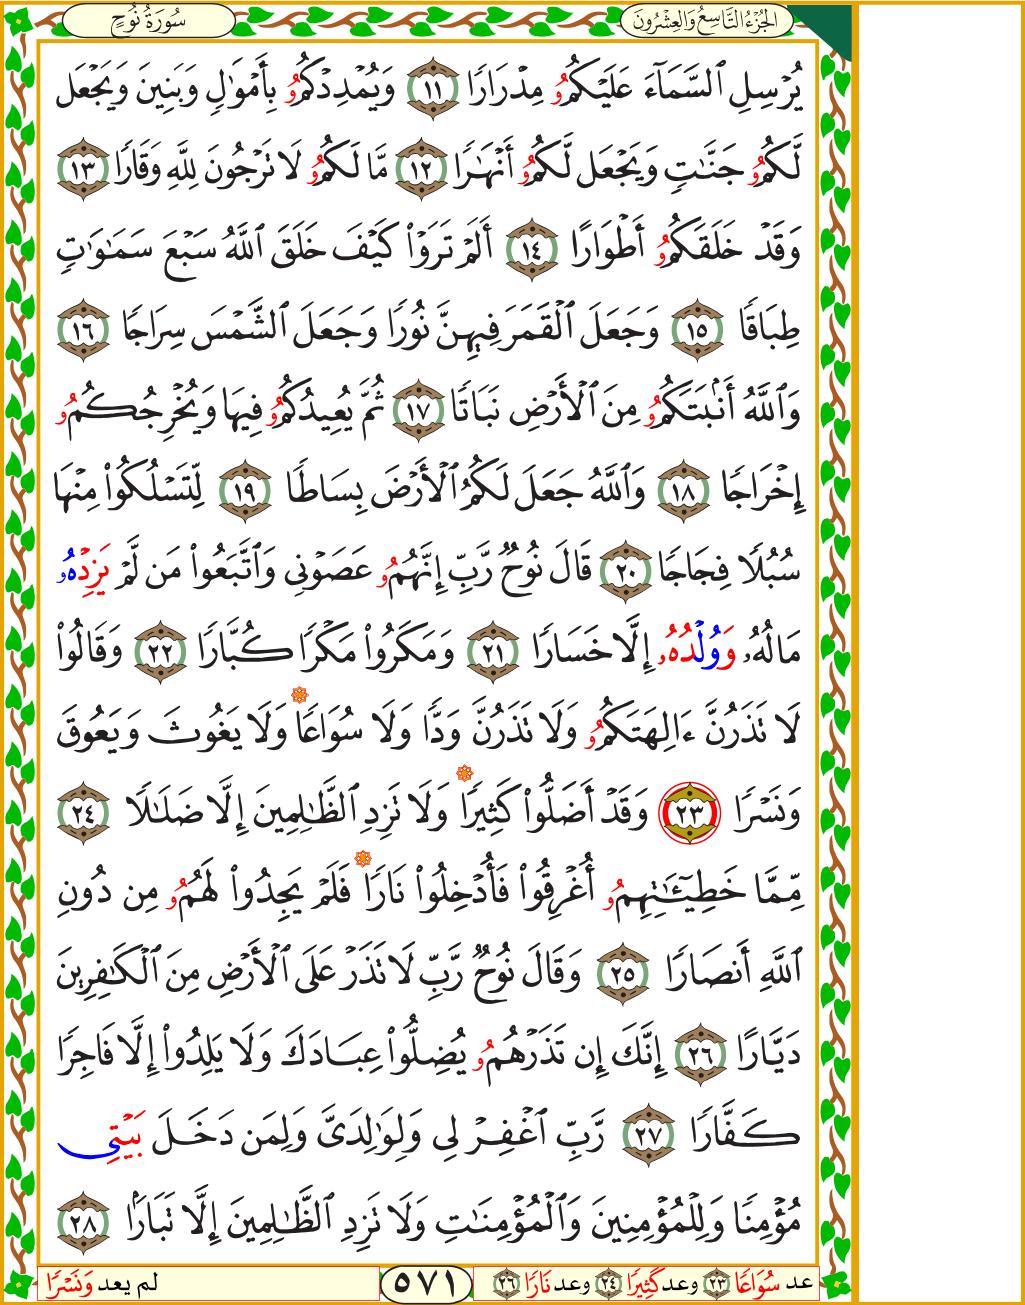 الجُزْءُ التَّاسِعُ وَالعِشْرُونَ
سُورَةُ نُوحٍ
يُرْسِلِ ٱلسَّمَآءَ عَلَيْكُمُۥ مِدْرَارًا ١١ وَيُمْدِدْكُمُۥ بِأَمْوَٰلٍ وَبَنِينَ وَيَجْعَل
لَّكُمُۥ جَنَّٰتٍ وَيَجْعَل لَّكُمُۥ أَنْهَٰرًا ١٢ مَّا لَكُمُۥ لَا تَرْجُونَ لِلَّهِ وَقَارًا ١٣
وَقَدْ خَلَقَكُمُۥ أَطْوَارًا ١٤ أَلَمْ تَرَوْا۟ كَيْفَ خَلَقَ ٱللَّهُ سَبْعَ سَمَٰوَٰتٍ
طِبَاقًا ١٥ وَجَعَلَ ٱلْقَمَرَ فِيهِنَّ نُورًا وَجَعَلَ ٱلشَّمْسَ سِرَاجًا ١٦
وَٱللَّهُ أَنۢبَتَكُمُۥ مِنَ ٱلْأَرْضِ نَبَاتًا ١٧ ثُمَّ يُعِيدُكُمُۥ فِيهَا وَيُخْرِجُكُمُۥ
إِخْرَاجًا ١٨ وَٱللَّهُ جَعَلَ لَكُمُ ٱلْأَرْضَ بِسَاطًا ١٩ لِّتَسْلُكُوا۟ مِنْهَا
سُبُلًا فِجَاجًا ٢٠ قَالَ نُوحٌ رَّبِّ إِنَّهُمُۥ عَصَوْنِى وَٱتَّبَعُوا۟ مَن لَّمْ يَزِدْهُۥ
مَالُهُۥ وَوُلْدُهُۥ إِلَّا خَسَارًا ٢١ وَمَكَرُوا۟ مَكْرًا كُبَّارًا ٢٢ وَقَالُوا۟
لَا تَذَرُنَّ ءَالِهَتَكُمُۥ وَلَا تَذَرُنَّ وَدًّا وَلَا سُوَاعًا وَلَا يَغُوثَ وَيَعُوقَ
وَنَسْرًا ٢٣ وَقَدْ أَضَلُّوا۟ كَثِيرًا وَلَا تَزِدِ ٱلظَّٰلِمِينَ إِلَّا ضَلَٰلًا ٢٤
مِّمَّا خَطِيٓـَٰٔتِهِمُۥ أُغْرِقُوا۟ فَأُدْخِلُوا۟ نَارًا فَلَمْ يَجِدُوا۟ لَهُمُۥ مِن دُونِ
ٱللَّهِ أَنصَارًا ٢٥ وَقَالَ نُوحٌ رَّبِّ لَا تَذَرْ عَلَى ٱلْأَرْضِ مِنَ ٱلْكَٰفِرِينَ
دَيَّارًا ٢٦ إِنَّكَ إِن تَذَرْهُمُۥ يُضِلُّوا۟ عِبَادَكَ وَلَا يَلِدُوٓا۟ إِلَّا فَاجِرًا
كَفَّارًا ٢٧ رَّبِّ ٱغْفِرْ لِى وَلِوَٰلِدَىَّ وَلِمَن دَخَلَ بَيْتِى
مُؤْمِنًا وَلِلْمُؤْمِنِينَ وَٱلْمُؤْمِنَٰتِ وَلَا تَزِدِ ٱلظَّٰلِمِينَ إِلَّا تَبَارًۢا ٢٨
عد سُوَاعًا ٢٣ وعد كَثِيرًا ٢٤ وعد نَارًا ٢٦
٥٧١
لم يعد وَنَسْرًا